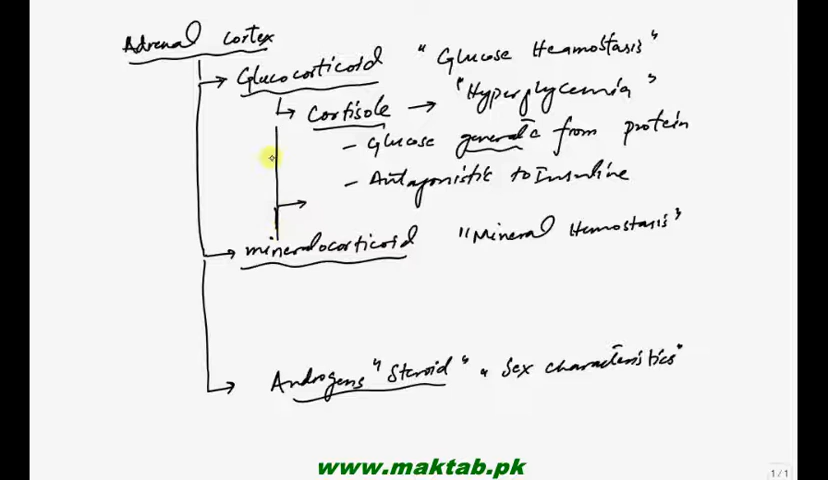 Adrenal cortex
Glucocorticoid "Glucose Heamostasis"
Cortisole → "Hyperglycemia"
- Glucose generate from protein
- Antagonistic to Insuline
mineralocorticoid "Mineral Hemostasis"
Androgens "Steroid" "Sex characteristics"
www.maktab.pk
1/1